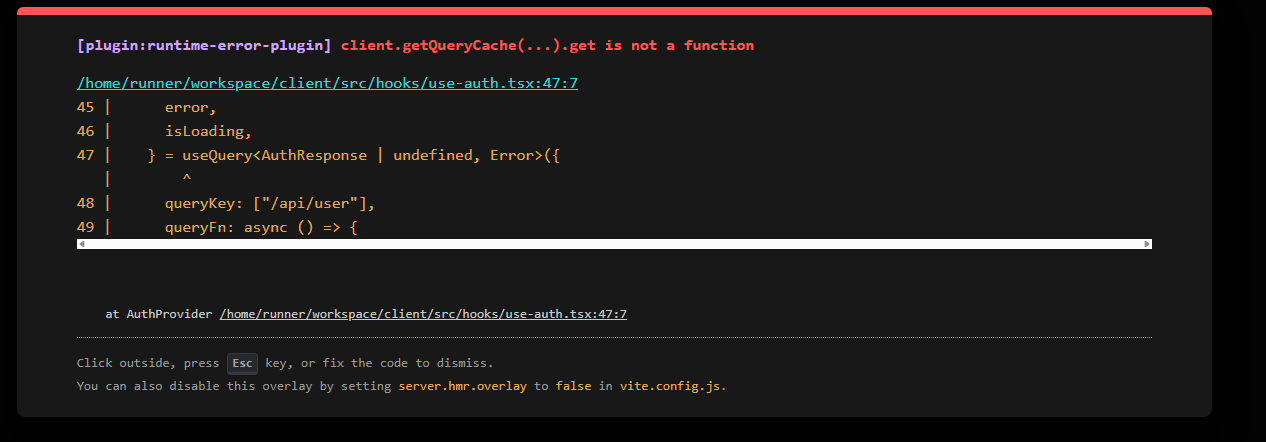 [plugin:runtime-error-plugin] client.getQueryCache(...).get is not a function
/home/runner/workspace/client/src/hooks/use-auth.tsx:47:7
45 |      error,
46 |      isLoading,
47 |    } = useQuery<AuthResponse | undefined, Error>({
   |        ^
48 |      queryKey: ["/api/user"],
49 |      queryFn: async () => {
at AuthProvider /home/runner/workspace/client/src/hooks/use-auth.tsx:47:7
Click outside, press Esc key, or fix the code to dismiss.
You can also disable this overlay by setting server.hmr.overlay to false in vite.config.js.